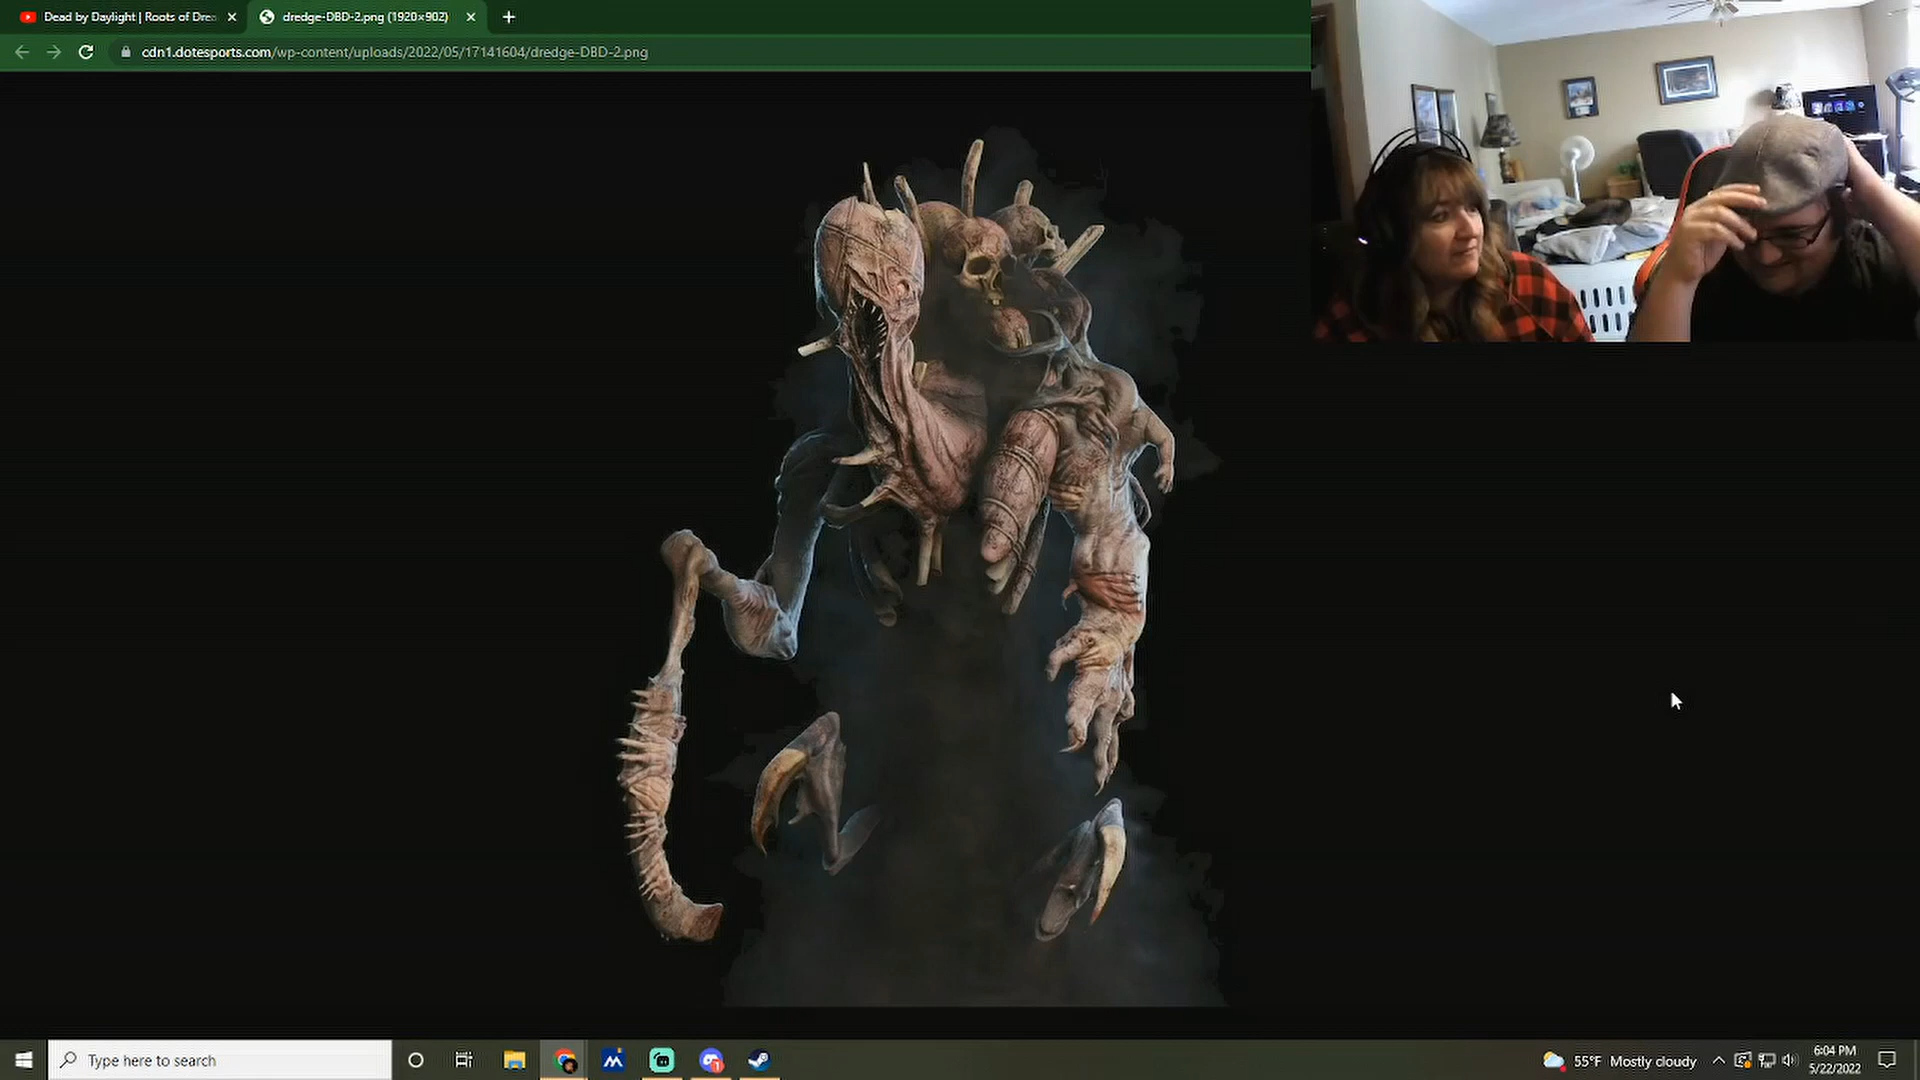 Dead by Daylight | Roots of Drea
dredge-DBD-2.png (1920×902)
cdn1.dotesports.com/wp-content/uploads/2022/05/17141604/dredge-DBD-2.png
Type here to search
55°F Mostly cloudy
6:04 PM
5/22/2022